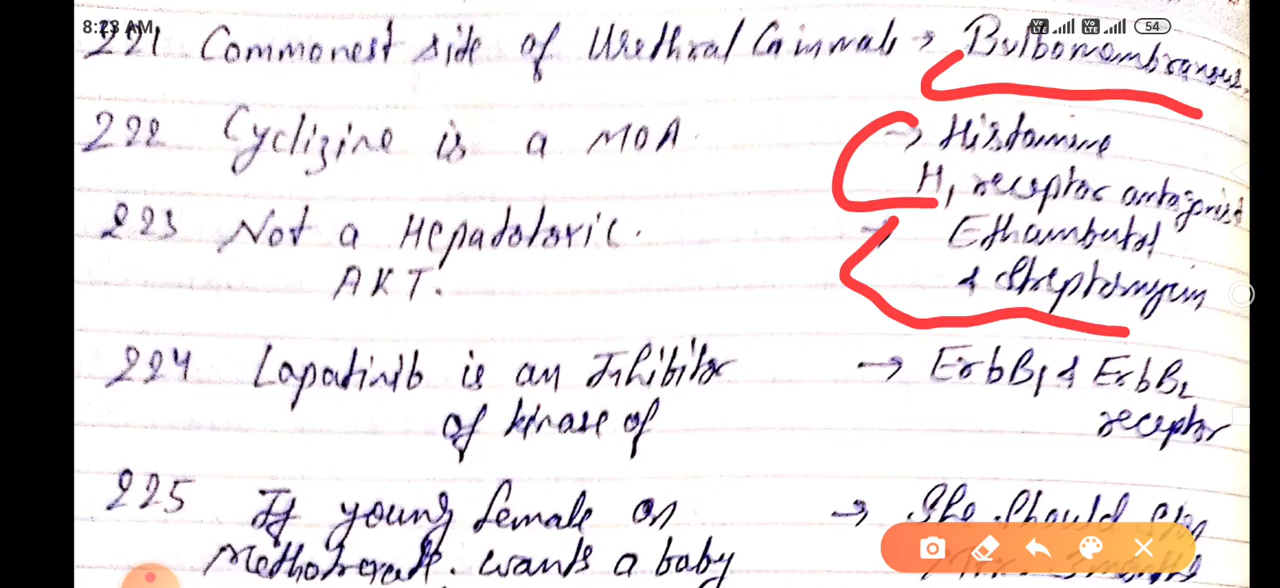 8:23 AM
54
221 Commonest side of Urethral → Bulbomembranous
222 Cyclizine is a MOA → Histamine
H1 receptor antagonist
223 Not a Hepadotoxic. → Ethambutol
AKT. & Streptomycin
224 Lapatinib is an Inhibitor → ErbB1 & ErbB2
of kinase of receptor
225 If young female on → She should
Methotrexate. wants a baby